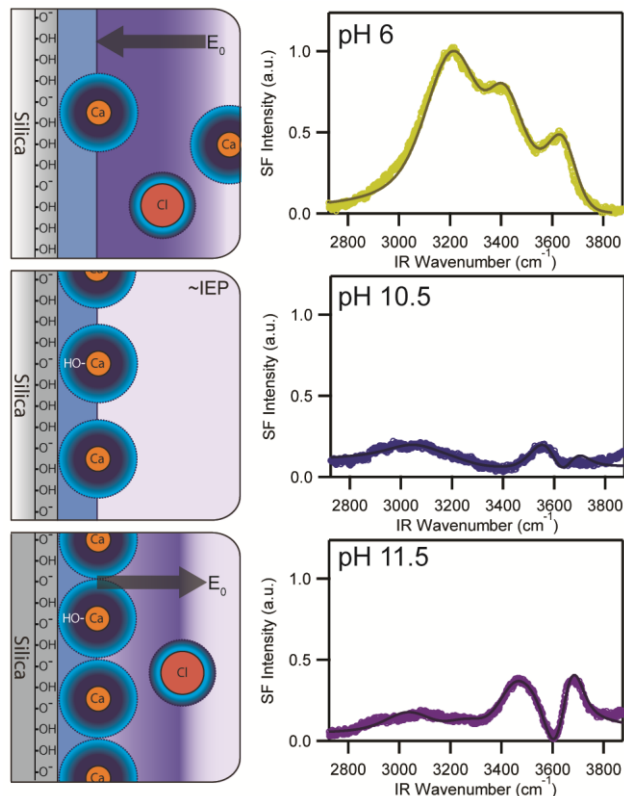 pH 6
SF Intensity (a.u.)
1.0
0.5
0.0
2800 3000 3200 3400 3600 3800
IR Wavenumber (cm⁻¹)
Silica
-O⁻
-OH
E₀
Ca
Ca
Cl
pH 10.5
SF Intensity (a.u.)
1.0
0.5
0.0
2800 3000 3200 3400 3600 3800
IR Wavenumber (cm⁻¹)
Silica
-O⁻
-OH
~IEP
HO-
Ca
Ca
pH 11.5
SF Intensity (a.u.)
1.0
0.5
0.0
2800 3000 3200 3400 3600 3800
IR Wavenumber (cm⁻¹)
Silica
-O⁻
-OH
Ca
E₀
HO-
Ca
Cl
Ca
Ca